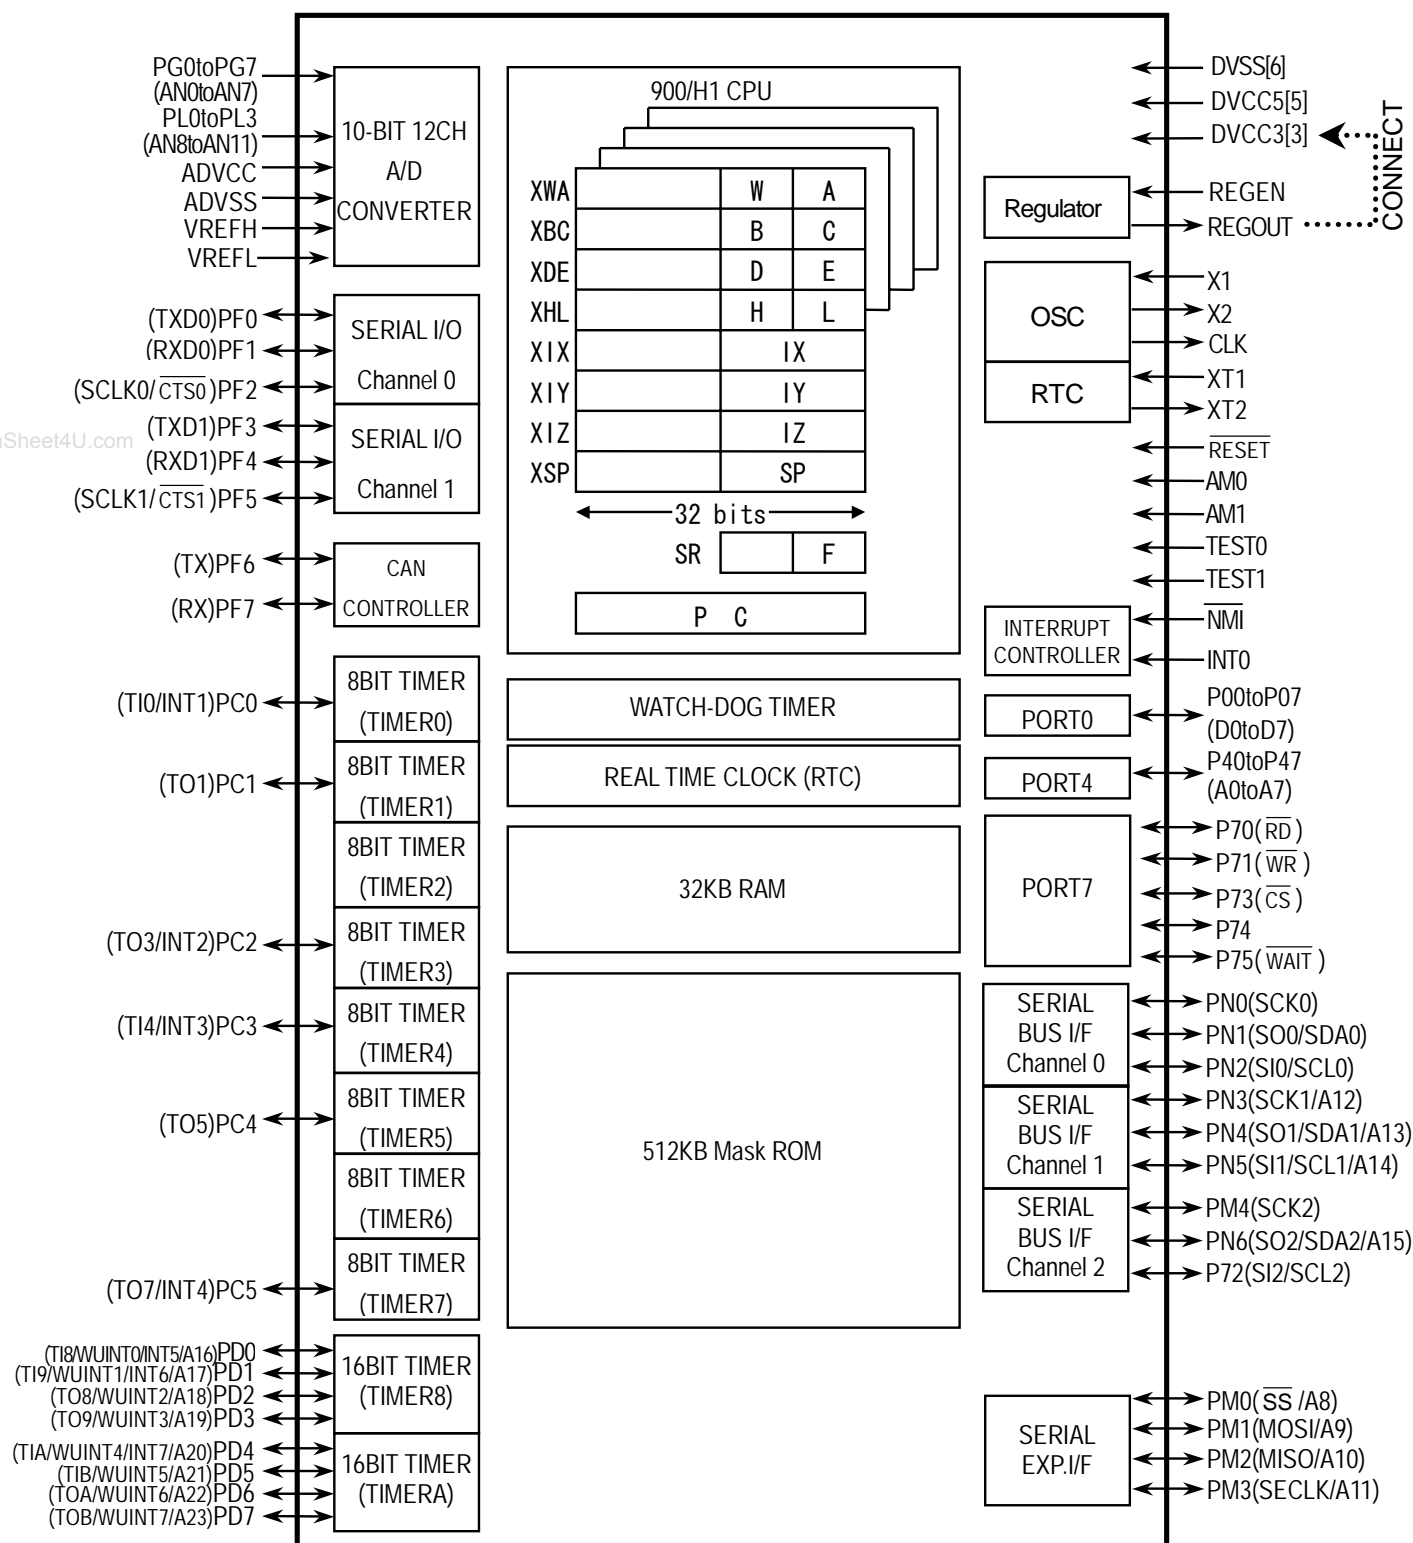 PG0toPG7
(AN0toAN7)
PL0toPL3
(AN8toAN11)
ADVCC
ADVSS
VREFH
VREFL
10-BIT 12CH
A/D
CONVERTER
(TXD0)PF0
(RXD0)PF1
(SCLK0/CTS0)PF2
SERIAL I/O
Channel 0
(TXD1)PF3
(RXD1)PF4
(SCLK1/CTS1)PF5
SERIAL I/O
Channel 1
Sheet4U.com
(TX)PF6
(RX)PF7
CAN
CONTROLLER
(TI0/INT1)PC0
8BIT TIMER
(TIMER0)
(TO1)PC1
8BIT TIMER
(TIMER1)
8BIT TIMER
(TIMER2)
(TO3/INT2)PC2
8BIT TIMER
(TIMER3)
(TI4/INT3)PC3
8BIT TIMER
(TIMER4)
(TO5)PC4
8BIT TIMER
(TIMER5)
8BIT TIMER
(TIMER6)
(TO7/INT4)PC5
8BIT TIMER
(TIMER7)
(TI8/WUINT0/INT5/A16)PD0
(TI9/WUINT1/INT6/A17)PD1
(TO8/WUINT2/A18)PD2
(TO9/WUINT3/A19)PD3
16BIT TIMER
(TIMER8)
(TIA/WUINT4/INT7/A20)PD4
(TIB/WUINT5/A21)PD5
(TOA/WUINT6/A22)PD6
(TOB/WUINT7/A23)PD7
16BIT TIMER
(TIMERA)
900/H1 CPU
XWA W A
XBC B C
XDE D E
XHL H L
XIX IX
XIY IY
XIZ IZ
XSP SP
32 bits
SR F
P C
WATCH-DOG TIMER
REAL TIME CLOCK (RTC)
32KB RAM
512KB Mask ROM
DVSS[6]
DVCC5[5]
DVCC3[3]
CONNECT
Regulator
REGEN
REGOUT
OSC
X1
X2
CLK
RTC
XT1
XT2
RESET
AM0
AM1
TEST0
TEST1
INTERRUPT
CONTROLLER
NMI
INT0
PORT0
P00toP07
(D0toD7)
PORT4
P40toP47
(A0toA7)
PORT7
P70(RD)
P71(WR)
P73(CS)
P74
P75(WAIT)
SERIAL
BUS I/F
Channel 0
PN0(SCK0)
PN1(SO0/SDA0)
PN2(SI0/SCL0)
SERIAL
BUS I/F
Channel 1
PN3(SCK1/A12)
PN4(SO1/SDA1/A13)
PN5(SI1/SCL1/A14)
SERIAL
BUS I/F
Channel 2
PM4(SCK2)
PN6(SO2/SDA2/A15)
P72(SI2/SCL2)
SERIAL
EXP.I/F
PM0(SS/A8)
PM1(MOSI/A9)
PM2(MISO/A10)
PM3(SECLK/A11)